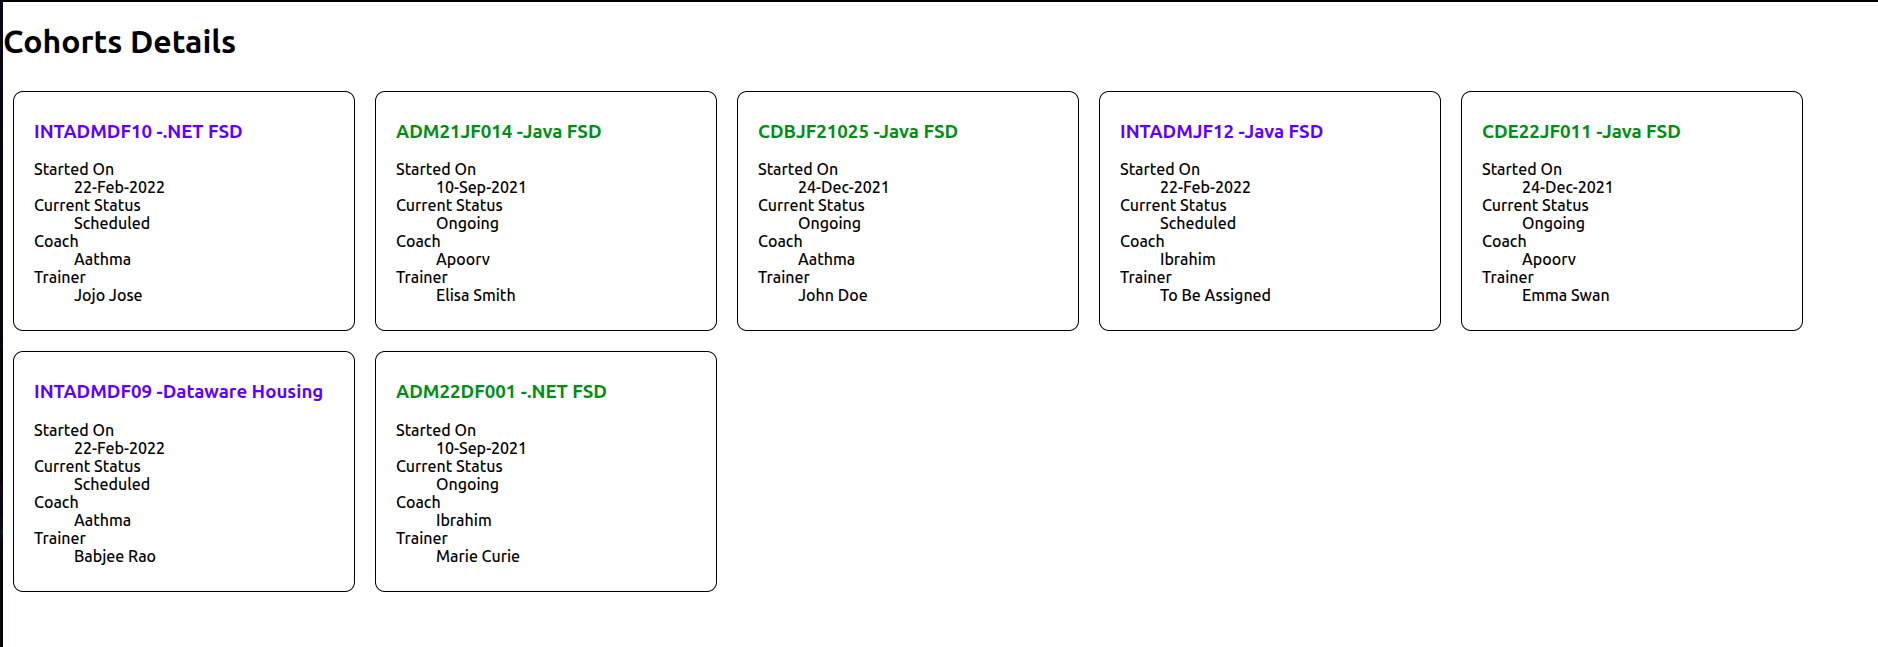 Cohorts Details
INTADMDF10 -.NET FSD
Started On
22-Feb-2022
Current Status
Scheduled
Coach
Aathma
Trainer
Jojo Jose
ADM21JF014 -Java FSD
Started On
10-Sep-2021
Current Status
Ongoing
Coach
Apoorv
Trainer
Elisa Smith
CDBJF21025 -Java FSD
Started On
24-Dec-2021
Current Status
Ongoing
Coach
Aathma
Trainer
John Doe
INTADMJF12 -Java FSD
Started On
22-Feb-2022
Current Status
Scheduled
Coach
Ibrahim
Trainer
To Be Assigned
CDE22JF011 -Java FSD
Started On
24-Dec-2021
Current Status
Ongoing
Coach
Apoorv
Trainer
Emma Swan
INTADMDF09 -Dataware Housing
Started On
22-Feb-2022
Current Status
Scheduled
Coach
Aathma
Trainer
Babjee Rao
ADM22DF001 -.NET FSD
Started On
10-Sep-2021
Current Status
Ongoing
Coach
Ibrahim
Trainer
Marie Curie